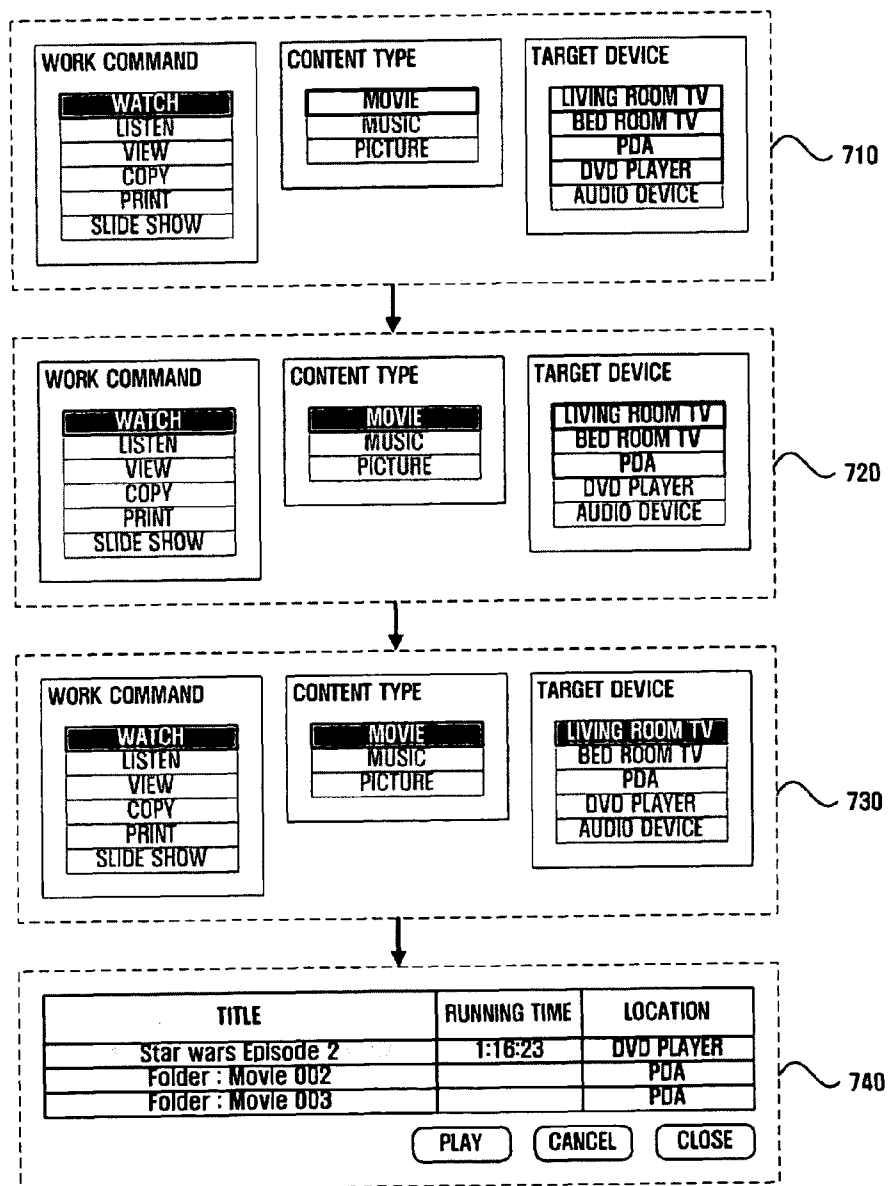 WORK COMMAND
WATCH
LISTEN
VIEW
COPY
PRINT
SLIDE SHOW
CONTENT TYPE
MOVIE
MUSIC
PICTURE
TARGET DEVICE
LIVING ROOM TV
BED ROOM TV
PDA
DVD PLAYER
AUDIO DEVICE
710
WORK COMMAND
WATCH
LISTEN
VIEW
COPY
PRINT
SLIDE SHOW
CONTENT TYPE
MOVIE
MUSIC
PICTURE
TARGET DEVICE
LIVING ROOM TV
BED ROOM TV
PDA
DVD PLAYER
AUDIO DEVICE
720
WORK COMMAND
WATCH
LISTEN
VIEW
COPY
PRINT
SLIDE SHOW
CONTENT TYPE
MOVIE
MUSIC
PICTURE
TARGET DEVICE
LIVING ROOM TV
BED ROOM TV
PDA
DVD PLAYER
AUDIO DEVICE
730
TITLE RUNNING TIME LOCATION
Star wars Episode 2 1:16:23 DVD PLAYER
Folder : Movie 002 PDA
Folder : Movie 003 PDA
740
PLAY CANCEL CLOSE